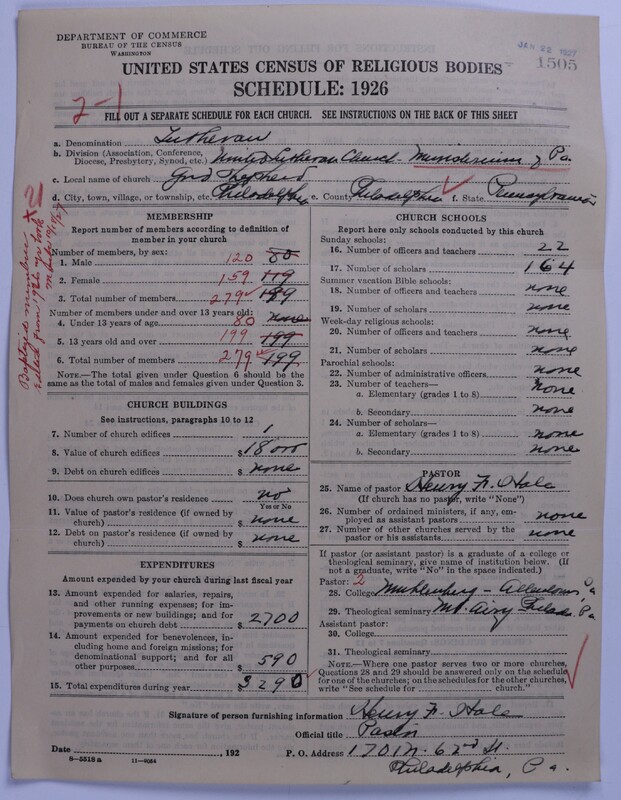 DEPARTMENT OF COMMERCE
BUREAU OF THE CENSUS
WASHINGTON
JAN 22 1927
1505
UNITED STATES CENSUS OF RELIGIOUS BODIES
SCHEDULE: 1926
2-1
FILL OUT A SEPARATE SCHEDULE FOR EACH CHURCH. SEE INSTRUCTIONS ON THE BACK OF THIS SHEET
a. Denomination Lutheran
b. Division (Association, Conference, Diocese, Presbytery, Synod, etc.) United Lutheran Church - Ministerium of Pa.
c. Local name of church Good Shepherd
d. City, town, village, or township, etc. Philadelphia e. County Philadelphia f. State Pennsylvania
MEMBERSHIP
Report number of members according to definition of
member in your church
Number of members, by sex:
1. Male 120 80
2. Female 159 119
3. Total number of members 279 199
Number of members under and over 13 years old:
4. Under 13 years of age 80 none
5. 13 years old and over 199 199
6. Total number of members 279 199
NOTE.—The total given under Question 6 should be
same as the total of males and females given under Question 3.
Baptized members
from 1926 yr. book
CHURCH BUILDINGS
See instructions, paragraphs 10 to 12
7. Number of church edifices 1
8. Value of church edifices $18000
9. Debt on church edifices $ none
10. Does church own pastor's residence no
Yes or No
11. Value of pastor's residence (if owned by
church) $ none
12. Debt on pastor's residence (if owned by
church) $ none
EXPENDITURES
Amount expended by your church during last fiscal year
13. Amount expended for salaries, repairs,
and other running expenses; for im-
provements or new buildings; and for
payments on church debt $ 2700
14. Amount expended for benevolences,
including home and foreign missions; for
denominational support; and for all
other purposes $ 590
15. Total expenditures during year $ 3290
CHURCH SCHOOLS
Report here only schools conducted by this church
Sunday schools:
16. Number of officers and teachers 22
17. Number of scholars 164
Summer vacation Bible schools:
18. Number of officers and teachers none
19. Number of scholars none
Week-day religious schools:
20. Number of officers and teachers none
21. Number of scholars none
Parochial schools:
22. Number of administrative officers none
23. Number of teachers—
a. Elementary (grades 1 to 8) none
b. Secondary none
24. Number of scholars—
a. Elementary (grades 1 to 8) none
b. Secondary none
PASTOR
25. Name of pastor Henry Fr. Hole
(If church has no pastor, write "None")
26. Number of ordained ministers, if any, em-
ployed as assistant pastors none
27. Number of other churches served by the
pastor or his assistants none
If pastor (or assistant pastor) is a graduate of a college or
theological seminary, give name of institution below. (If
not a graduate, write "No" in the space indicated.)
Pastor: 2
28. College Muhlenberg - Allentown, Pa
29. Theological seminary Mt. Airy Philada. Pa
Assistant pastor:
30. College
31. Theological seminary
NOTE.—Where one pastor serves two or more churches,
Questions 28 and 29 should be answered only on the schedule
for one of the churches; on the schedules for the other churches,
write "See schedule for church."
Signature of person furnishing information Henry Fr. Hole
Official title Pastor
Date , 192
P. O. Address 1701 N. 62nd St.
Philadelphia, Pa.
8—5518 a 11—9054